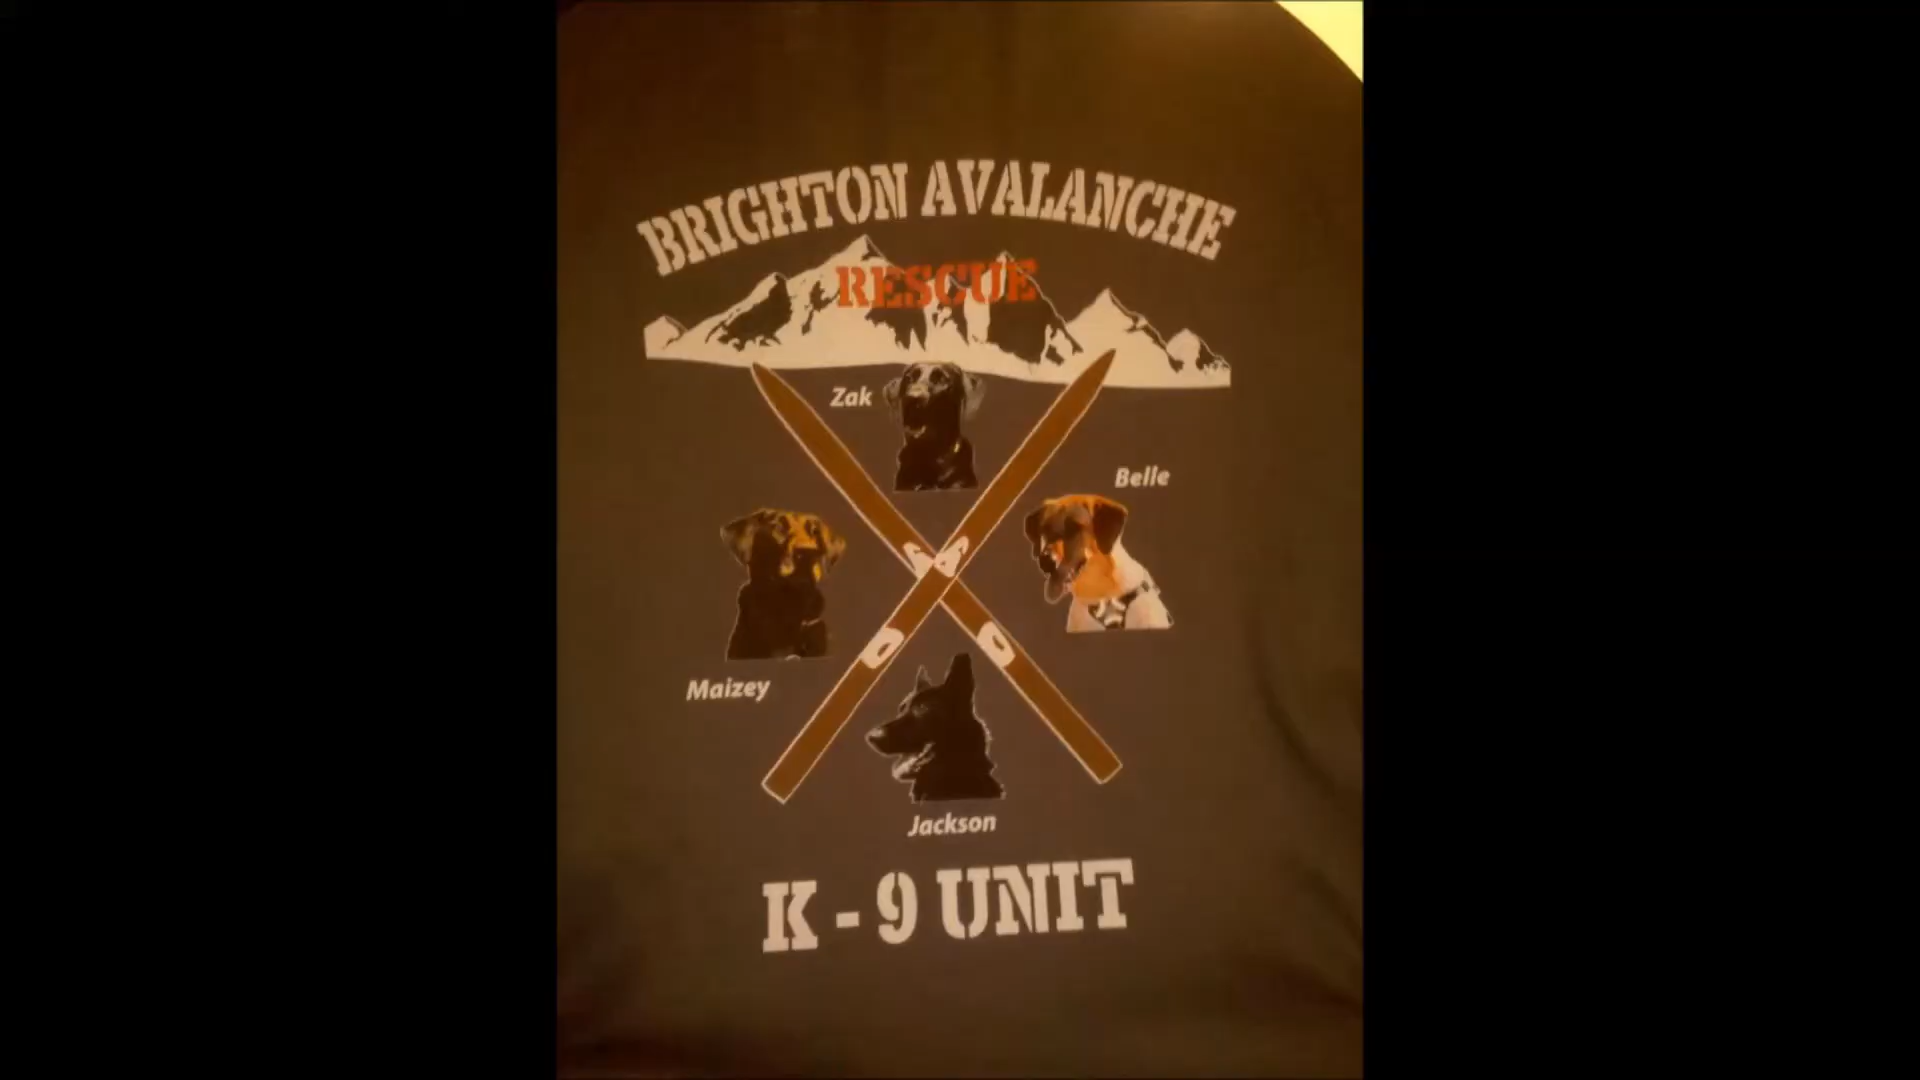 BRIGHTON AVALANCHE
RESCUE
Zak
Belle
Maizey
Jackson
K-9 UNIT